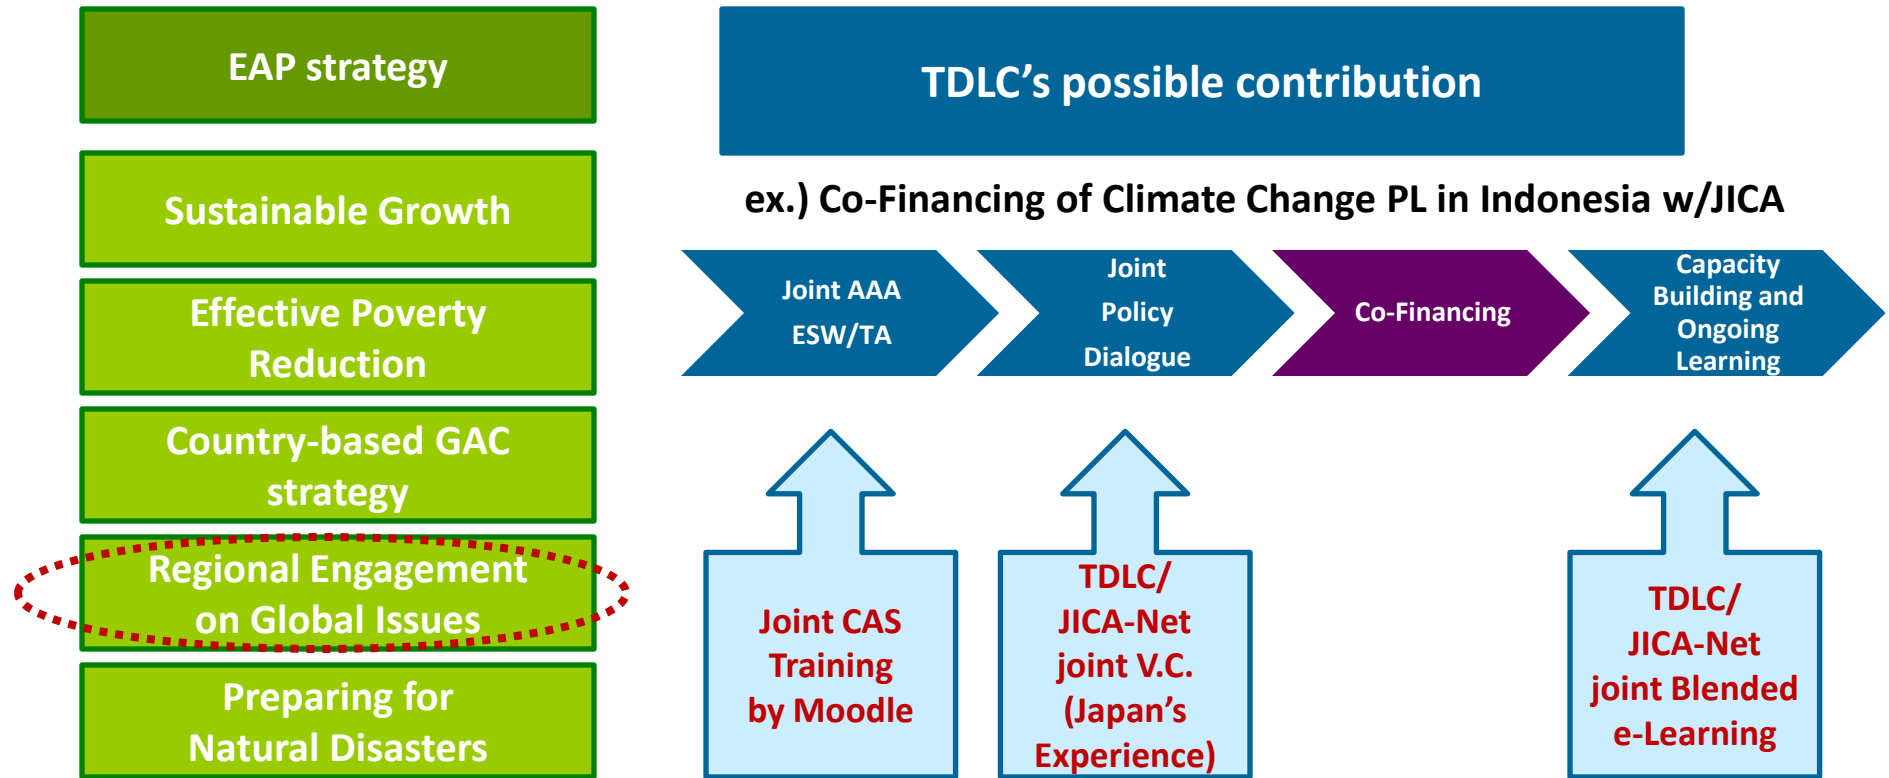 EAP strategy
Sustainable Growth
Effective Poverty
Reduction
Country-based GAC
strategy
Regional Engagement
on Global Issues
Preparing for
Natural Disasters
TDLC’s possible contribution
ex.) Co-Financing of Climate Change PL in Indonesia w/JICA
Joint AAA
ESW/TA
Joint
Policy
Dialogue
Co-Financing
Capacity
Building and
Ongoing
Learning
Joint CAS
Training
by Moodle
TDLC/
JICA-Net
joint V.C.
(Japan’s
Experience)
TDLC/
JICA-Net
joint Blended
e-Learning